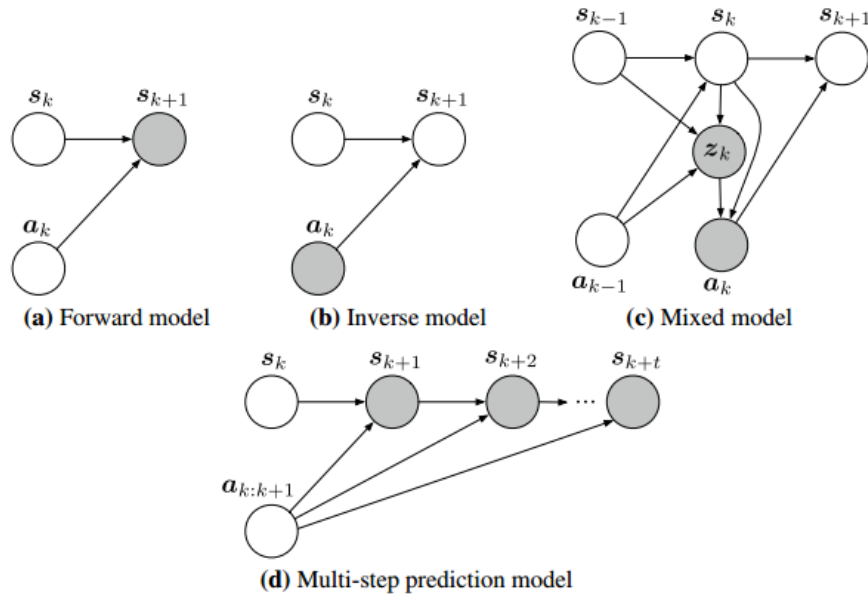 s_k s_{k+1}
a_k
(a) Forward model
s_k s_{k+1}
a_k
(b) Inverse model
s_{k-1} s_k s_{k+1}
z_k
a_{k-1} a_k
(c) Mixed model
s_k s_{k+1} s_{k+2} s_{k+t}
...
a_{k:k+1}
(d) Multi-step prediction model